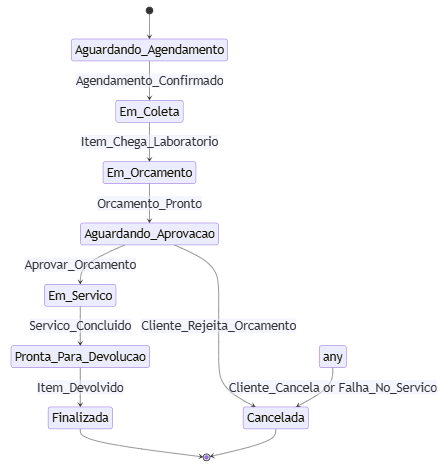 Aguardando_Agendamento
Agendamento_Confirmado
Em_Coleta
Item_Chega_Laboratorio
Em_Orcamento
Orcamento_Pronto
Aguardando_Aprovacao
Aprovar_Orcamento
Em_Servico
Servico_Concluido
Cliente_Rejeita_Orcamento
Pronta_Para_Devolucao
any
Item_Devolvido
Cliente_Cancela or Falha_No_Servico
Finalizada
Cancelada